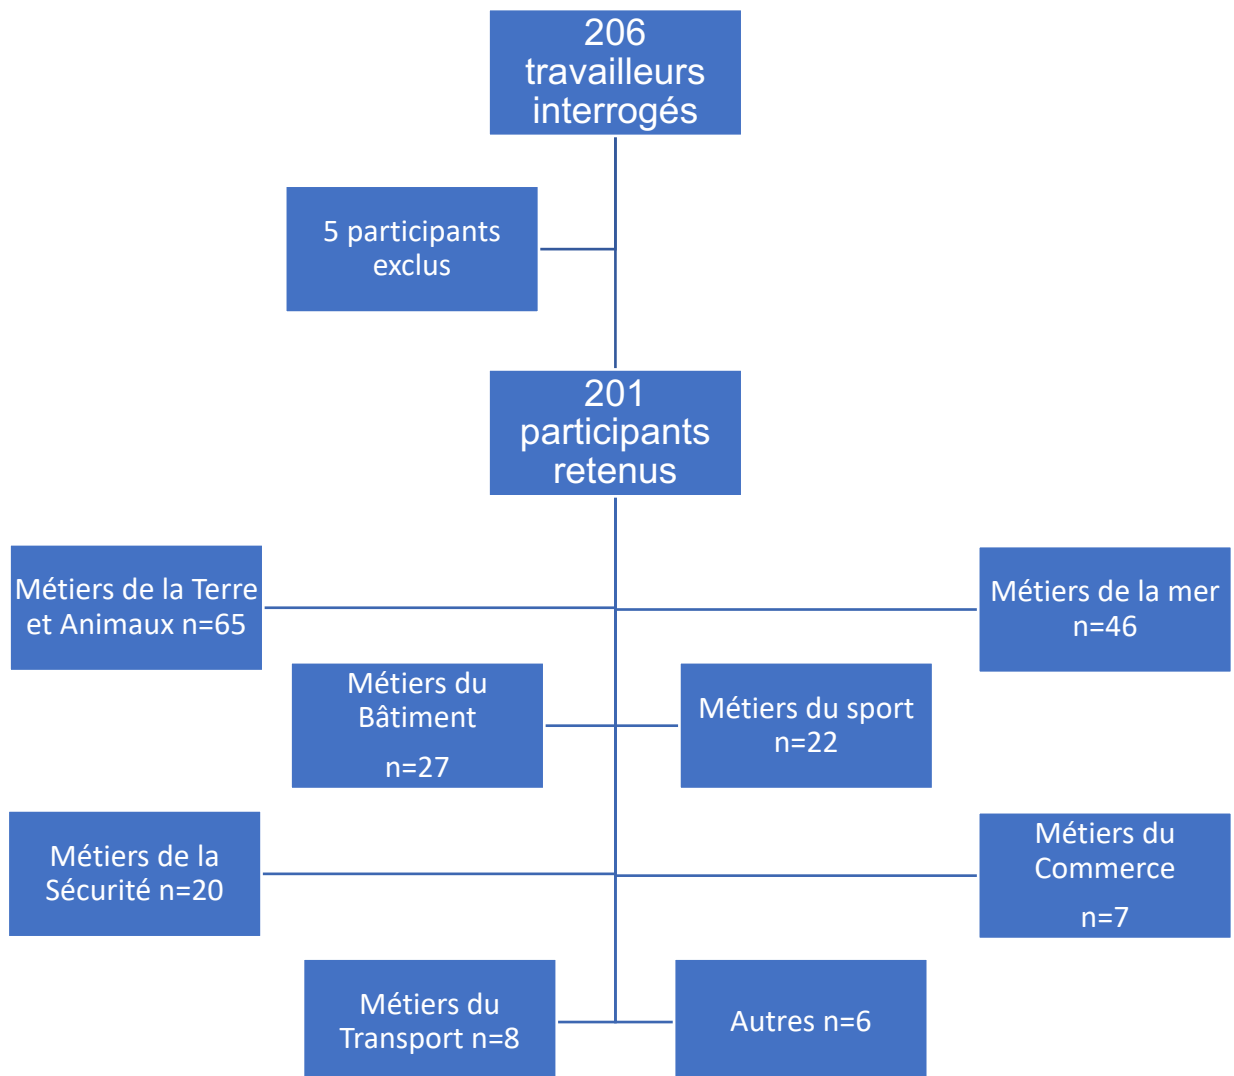 206
travailleurs
interrogés
5 participants
exclus
201
participants
retenus
Métiers de la Terre
et Animaux n=65
Métiers de la mer
n=46
Métiers du
Bâtiment
n=27
Métiers du sport
n=22
Métiers de la
Sécurité n=20
Métiers du
Commerce
n=7
Métiers du
Transport n=8
Autres n=6